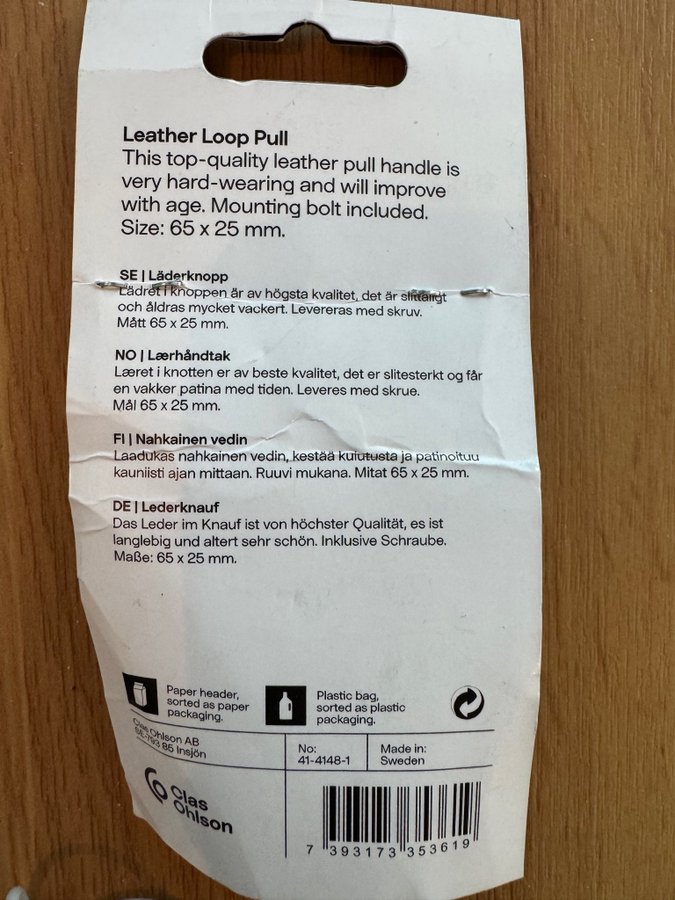 Leather Loop Pull
This top-quality leather pull handle is
very hard-wearing and will improve
with age. Mounting bolt included.
Size: 65 x 25 mm.
SE | Läderknopp
Lädret i knoppen är av högsta kvalitet, det är slittåligt
och åldras mycket vackert. Levereras med skruv.
Mått 65 x 25 mm.
NO | Lærhåndtak
Læret i knotten er av beste kvalitet, det er slitesterkt og får
en vakker patina med tiden. Leveres med skrue.
Mål 65 x 25 mm.
FI | Nahkainen vedin
Laadukas nahkainen vedin, kestää kulutusta ja patinoituu
kauniisti ajan mittaan. Ruuvi mukana. Mitat 65 x 25 mm.
DE | Lederknauf
Das Leder im Knauf ist von höchster Qualität, es ist
langlebig und altert sehr schön. Inklusive Schraube.
Maße: 65 x 25 mm.
Paper header,
sorted as paper
packaging.
Plastic bag,
sorted as plastic
packaging.
Clas Ohlson AB
SE-793 85 Insjön
No:
41-4148-1
Made in:
Sweden
Clas
Ohlson
7 393173 353619